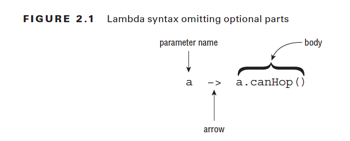 FIGURE 2.1 Lambda syntax omitting optional parts
parameter name
body
a -> a.canHop()
arrow